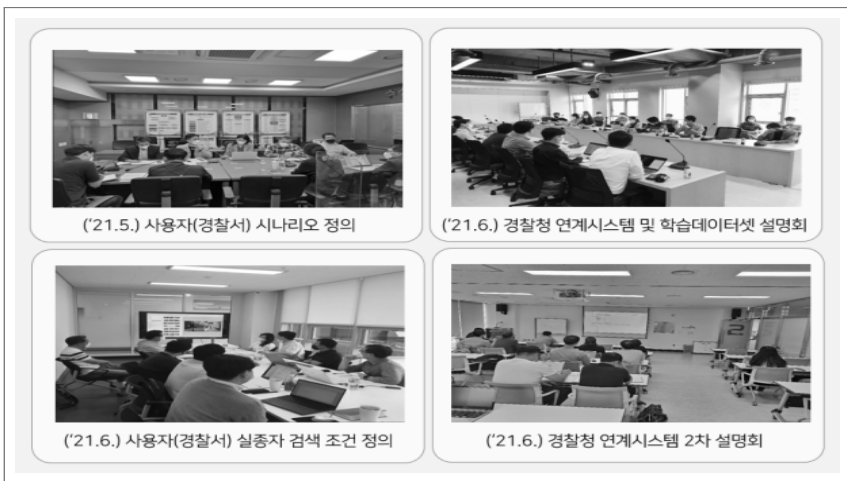 ('21.5.) 사용자(경찰서) 시나리오 정의
('21.6.) 경찰청 연계시스템 및 학습데이터셋 설명회
('21.6.) 사용자(경찰서) 실종자 검색 조건 정의
('21.6.) 경찰청 연계시스템 2차 설명회